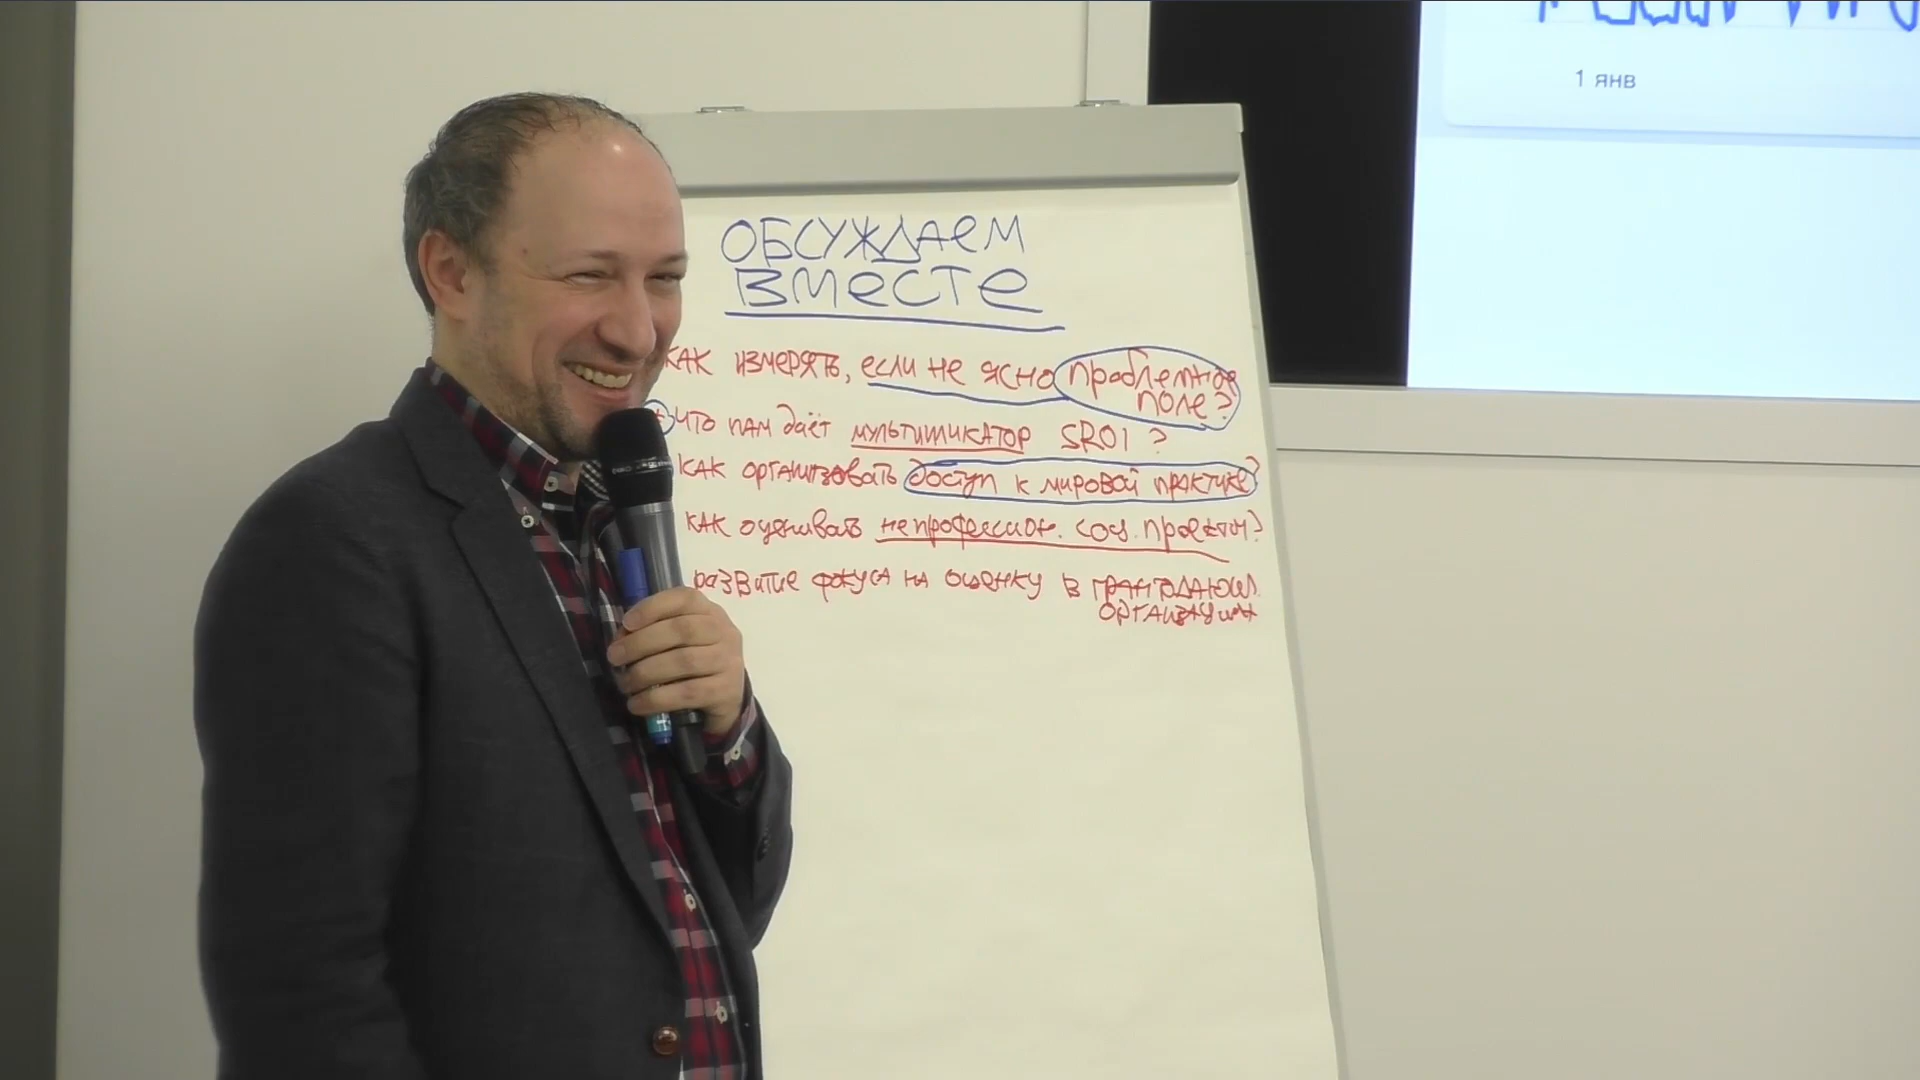 1 янв
ОБСУЖДАЕМ
ВМЕСТЕ
КАК ИЗМЕРЯТЬ, если не ясно проблемное
поле?
ЧТО НАМ даёт мультипликатор SROI ?
КАК организовать доступ к мировой практике?
КАК оценивать непрофессион. соц. проекты?
развитие фокуса на оценку в грантодающ.
организациях